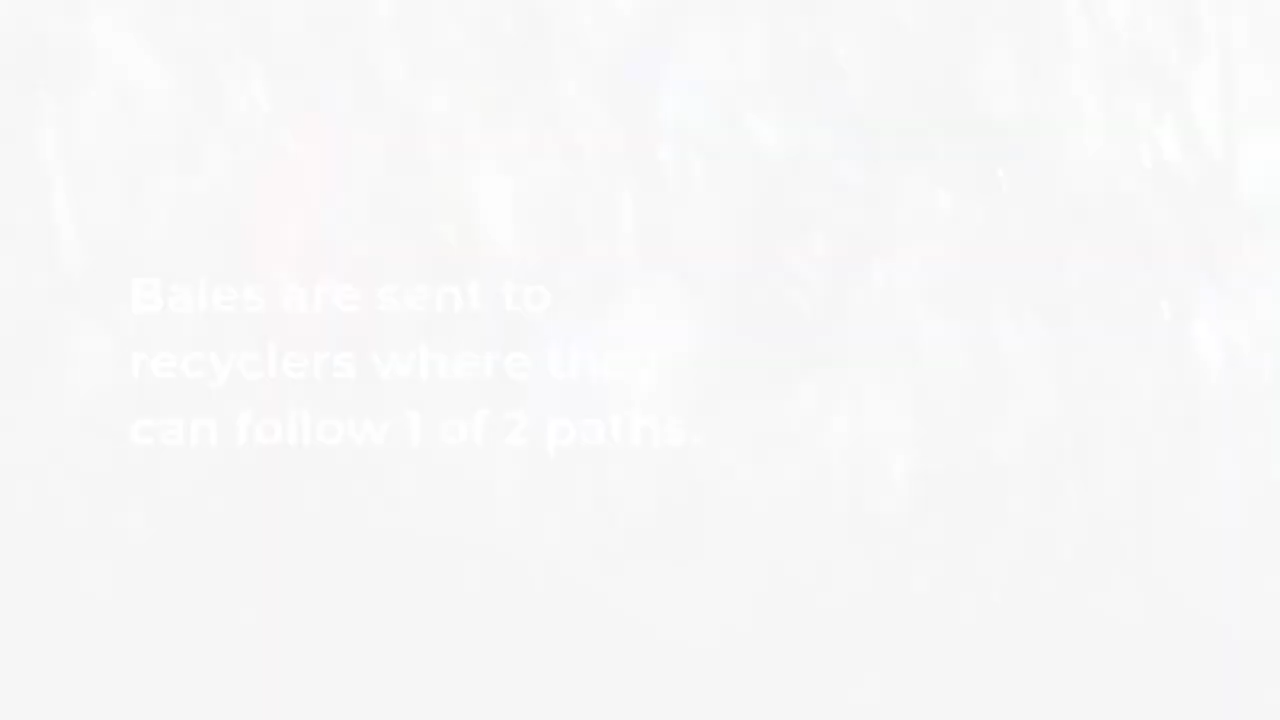 Bales are sent to
recyclers where they
can follow 1 of 2 paths.